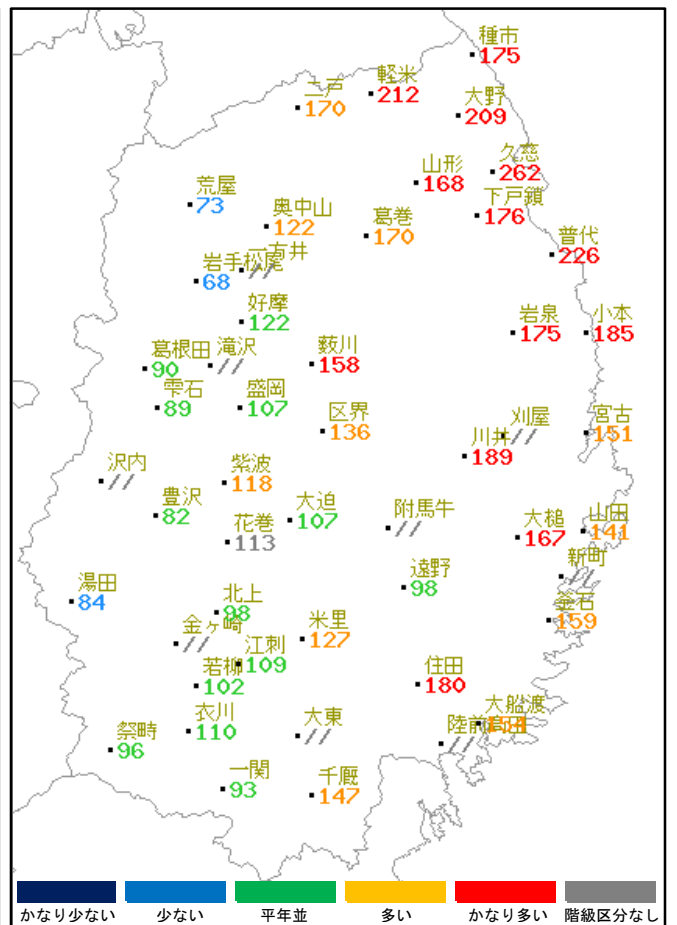 種市
175
軽米
212
二戸
170
大野
209
久慈
262
山形
168
下戸鎖
176
荒屋
73
奥中山
122
葛巻
170
普代
226
一方井
//
岩手松尾
68
好摩
122
岩泉
175
小本
185
葛根田
90
滝沢
//
薮川
158
雫石
89
盛岡
107
区界
136
刈屋
//
宮古
151
川井
189
沢内
//
紫波
118
豊沢
82
大迫
107
附馬牛
//
大槌
167
山田
141
花巻
113
新町
//
遠野
98
湯田
84
北上
98
釜石
159
金ヶ崎
//
米里
127
江刺
109
若柳
102
住田
180
衣川
110
大東
//
大船渡
陸前高田
//
祭畤
96
一関
93
千厩
147
かなり少ない 少ない 平年並 多い かなり多い 階級区分なし